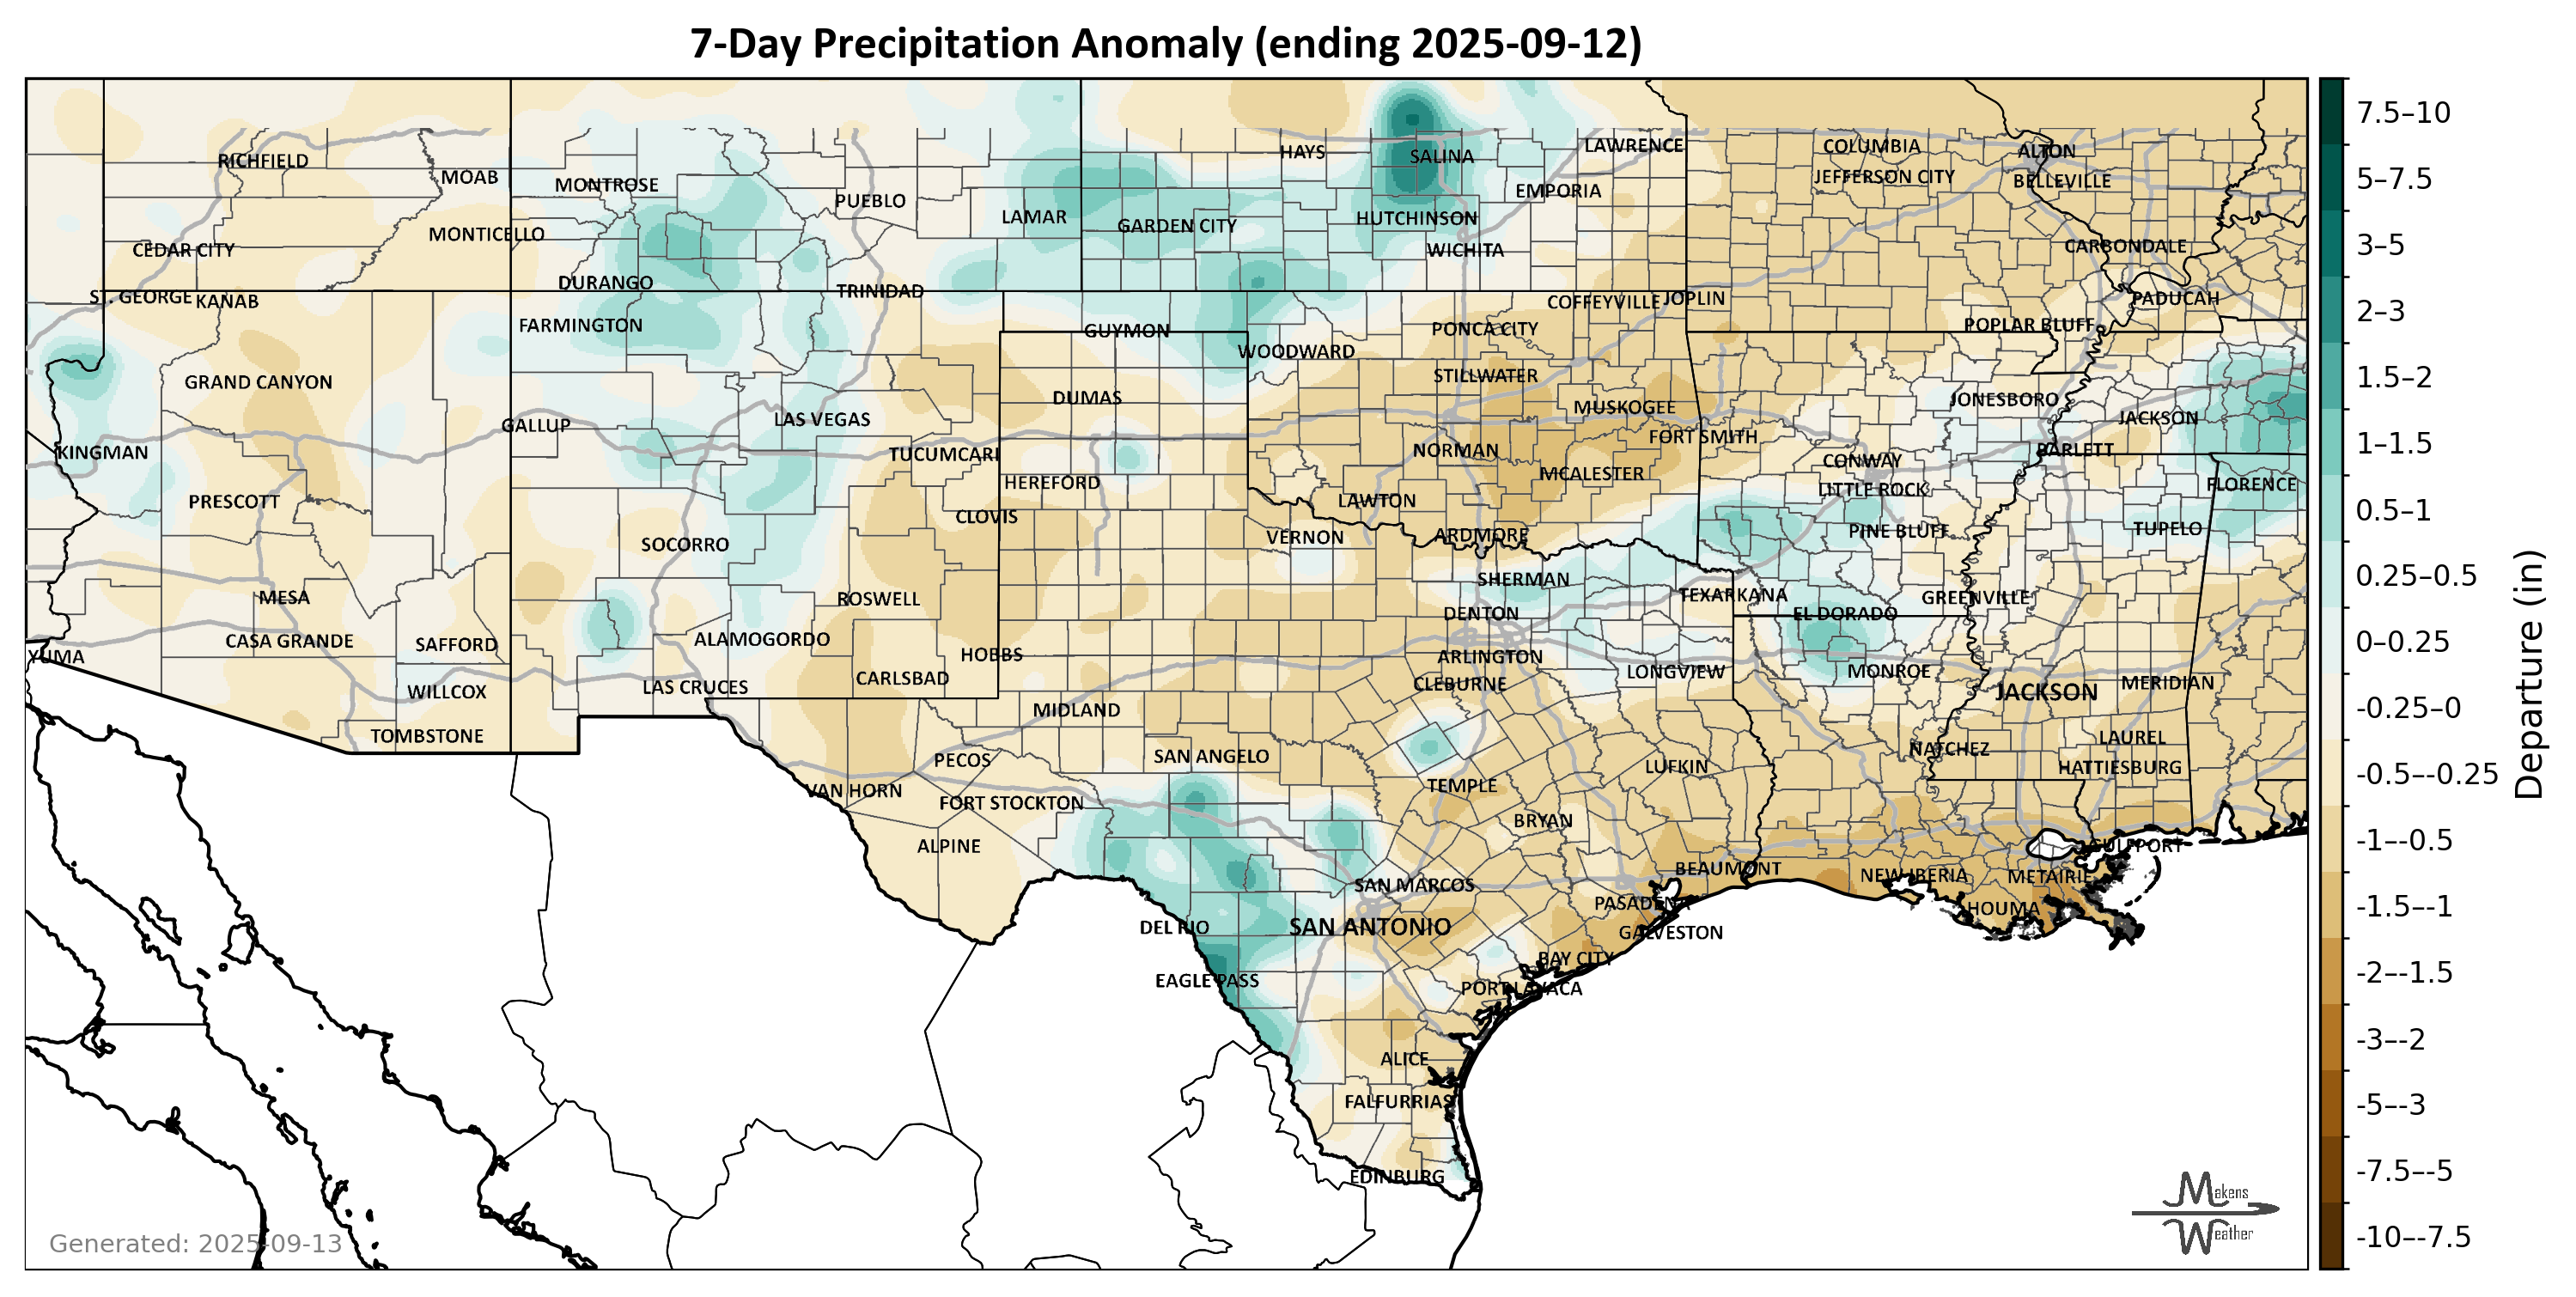 7-Day Precipitation Anomaly (ending 2025-09-12)
HAYS
SALINA
LAWRENCE
COLUMBIA
ALTON
RICHFIELD
MOAB
MONTROSE
EMPORIA
JEFFERSON CITY
BELLEVILLE
PUEBLO
LAMAR
GARDEN CITY
HUTCHINSON
MONTICELLO
CEDAR CITY
WICHITA
CARBONDALE
DURANGO
TRINIDAD
ST. GEORGE
KANAB
COFFEYVILLE
JOPLIN
PADUCAH
FARMINGTON
GUYMON
PONCA CITY
POPLAR BLUFF
WOODWARD
GRAND CANYON
STILLWATER
DUMAS
MUSKOGEE
JONESBORO
GALLUP
LAS VEGAS
JACKSON
KINGMAN
TUCUMCARI
NORMAN
FORT SMITH
BARLETT
CONWAY
HEREFORD
MCALESTER
LITTLE ROCK
FLORENCE
PRESCOTT
LAWTON
CLOVIS
VERNON
ARDMORE
PINE BLUFF
TUPELO
SOCORRO
SHERMAN
MESA
ROSWELL
DENTON
TEXARKANA
EL DORADO
GREENVILLE
CASA GRANDE
SAFFORD
ALAMOGORDO
YUMA
HOBBS
ARLINGTON
LONGVIEW
MONROE
WILLCOX
LAS CRUCES
CARLSBAD
CLEBURNE
JACKSON
MERIDIAN
MIDLAND
TOMBSTONE
PECOS
SAN ANGELO
LUFKIN
NATCHEZ
LAUREL
HATTIESBURG
VAN HORN
FORT STOCKTON
TEMPLE
BRYAN
ALPINE
GULFPORT
BEAUMONT
NEW IBERIA
METAIRIE
SAN MARCOS
PASADENA
HOUMA
DEL RIO
SAN ANTONIO
GALVESTON
EAGLE PASS
BAY CITY
PORT LAVACA
ALICE
FALFURRIAS
EDINBURG
Generated: 2025-09-13
Makens
Weather
7.5–10
5–7.5
3–5
2–3
1.5–2
1–1.5
0.5–1
0.25–0.5
0–0.25
-0.25–0
-0.5–-0.25
-1–-0.5
-1.5–-1
-2–-1.5
-3–-2
-5–-3
-7.5–-5
-10–-7.5
Departure (in)